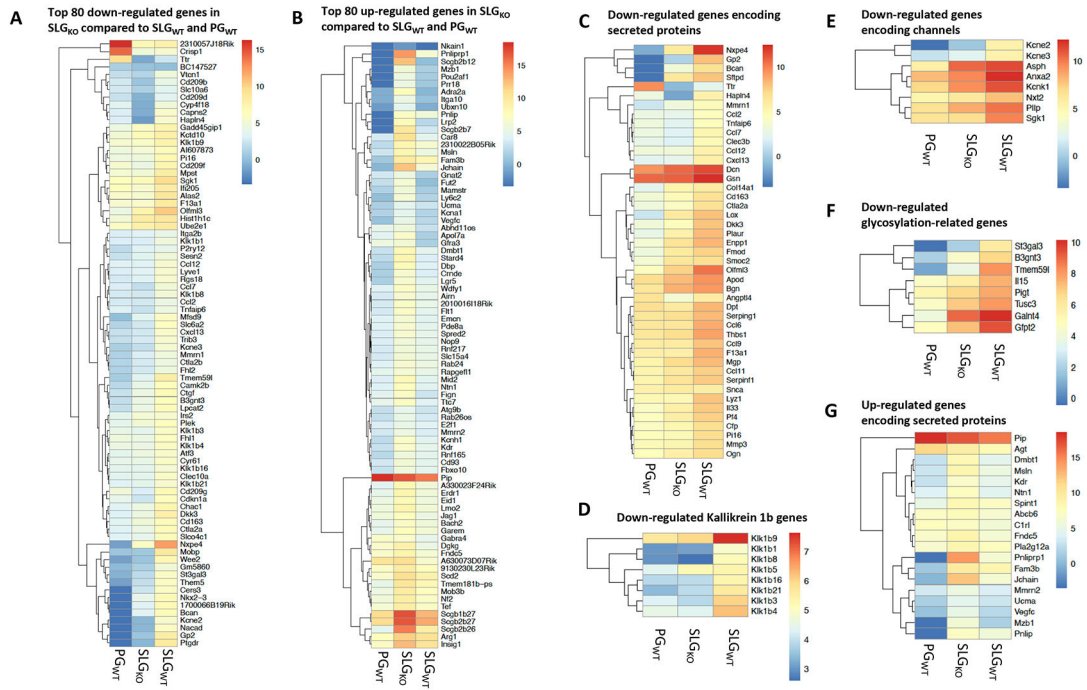 A
Top 80 down-regulated genes in
SLGKO compared to SLGWT and PGWT
2310057J18Rik
Crisp1
Ttr
BC147527
Vtcn1
Cd209b
Slc10a6
Cd209d
Cyp4f18
Capns2
Hapln4
Gadd45gip1
Kcld10
Klk1b9
AI607873
Pi16
Cd209f
Mpst
Sgk1
Ifi205
Alas2
F13a1
Olfml3
Hist1h1c
Ube2e1
Itga2b
Klk1b1
P2ry12
Sesn2
Ccl12
Lyve1
Rgs18
Ccl7
Klk1b8
Ccl2
Tnfaip6
Mfsd9
Slc6a2
Cxcl13
Trib3
Kcne3
Mmrn1
Ctla2b
Fhl2
Tmem59l
Camk2b
Ctgf
B3gnt3
Lpcat2
Irs2
Plek
Klk1b3
Fhl1
Klk1b4
Atf3
Cyr61
Klk1b16
Clec10a
Klk1b21
Cd209g
Cdkn1a
Chac1
Dkk3
Cd163
Ctla2a
Slco4c1
Nxpe4
Mobp
Wee2
Gm5860
St3gal3
Them5
Cers3
Nkx2-3
1700066B19Rik
Bcan
Kcne2
Nacad
Gp2
Pfgdr
15
10
5
0
PGWT
SLGKO
SLGWT
B
Top 80 up-regulated genes in SLGKO
compared to SLGWT and PGWT
Nkain1
Pnliprp1
Scgb2b12
Mzb1
Pou2af1
Prr18
Adra2a
Itga10
Ubxn10
Pnlip
Lrp2
Scgb2b7
Car8
2310022B05Rik
Msln
Fam3b
Jchain
Gnat2
Fut2
Mamstr
Ly6c2
Ucma
Kcna1
Vegfc
Abhd11os
Apol7a
Gfra3
Dmbt1
Stard4
Dbp
Cmde
Lgr5
Wdfy1
Airn
2010016I18Rik
Flt1
Emcn
Pde8a
Spred2
Nop9
Rnf217
Slc15a4
Rab24
Rapgefl1
Mid2
Ntn1
Fign
Ttc7
Atg9b
Rab26os
E2f1
Mmrn2
Kcnh1
Kdr
Rnf165
Cd93
Fbxo10
Pip
A330023F24Rik
Erdr1
Eid1
Lmo2
Jag1
Bach2
Garem
Gabra4
Dgkg
Fndc5
A630073D07Rik
9130230L23Rik
Scd2
Tmem181b-ps
Mob3b
Nf2
Tef
Scgb1b27
Scgb2b27
Scgb2b26
Arg1
Insig1
15
10
5
0
PGWT
SLGKO
SLGWT
C
Down-regulated genes encoding
secreted proteins
Nxpe4
Gp2
Bcan
Sftpd
Ttr
Hapln4
Mmrn1
Ccl2
Tnfaip6
Ccl7
Clec3b
Ccl12
Cxcl13
Dcn
Gsn
Col14a1
Cd163
Ctla2a
Lox
Dkk3
Plaur
Enpp1
Fmod
Smoc2
Olfml3
Apod
Bgn
Angptl4
Dpt
Serping1
Ccl6
Thbs1
Ccl9
F13a1
Mgp
Ccl11
Serpinf1
Snca
Lyz1
Il33
Pf4
Cfp
Pi16
Mmp3
Ogn
10
5
0
PGWT
SLGKO
SLGWT
D
Down-regulated Kallikrein 1b genes
Klk1b9
Klk1b1
Klk1b8
Klk1b5
Klk1b16
Klk1b21
Klk1b3
Klk1b4
7
6
5
4
3
PGWT
SLGKO
SLGWT
E
Down-regulated genes
encoding channels
Kcne2
Kcne3
Asph
Anxa2
Kcnk1
Nxt2
Pllp
Sgk1
10
5
0
PGWT
SLGKO
SLGWT
F
Down-regulated
glycosylation-related genes
St3gal3
B3gnt3
Tmem59l
Il15
Pigt
Tusc3
Galnt4
Gfpt2
10
8
6
4
2
0
PGWT
SLGKO
SLGWT
G
Up-regulated genes
encoding secreted proteins
Pip
Agt
Dmbt1
Msln
Kdr
Ntn1
Spint1
Abcb6
C1rl
Fndc5
Pla2g12a
Pnliprp1
Fam3b
Jchain
Mmrn2
Ucma
Vegfc
Mzb1
Pnlip
15
10
5
0
PGWT
SLGKO
SLGWT